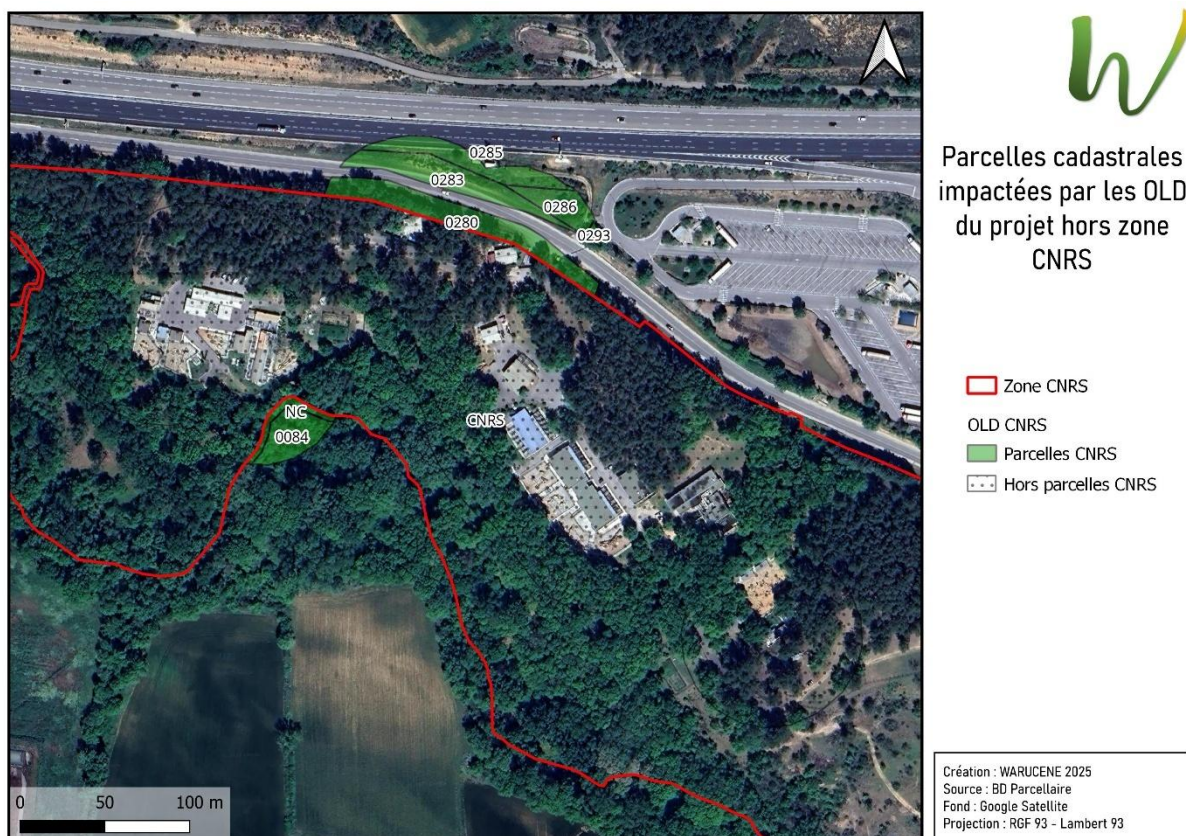 0285
0283
0286
0280
0293
NC
0084
CNRS
0 50 100 m
Parcelles cadastrales
impactées par les OLD
du projet hors zone
CNRS
Zone CNRS
OLD CNRS
Parcelles CNRS
Hors parcelles CNRS
Création : WARUCENE 2025
Source : BD Parcellaire
Fond : Google Satellite
Projection : RGF 93 - Lambert 93